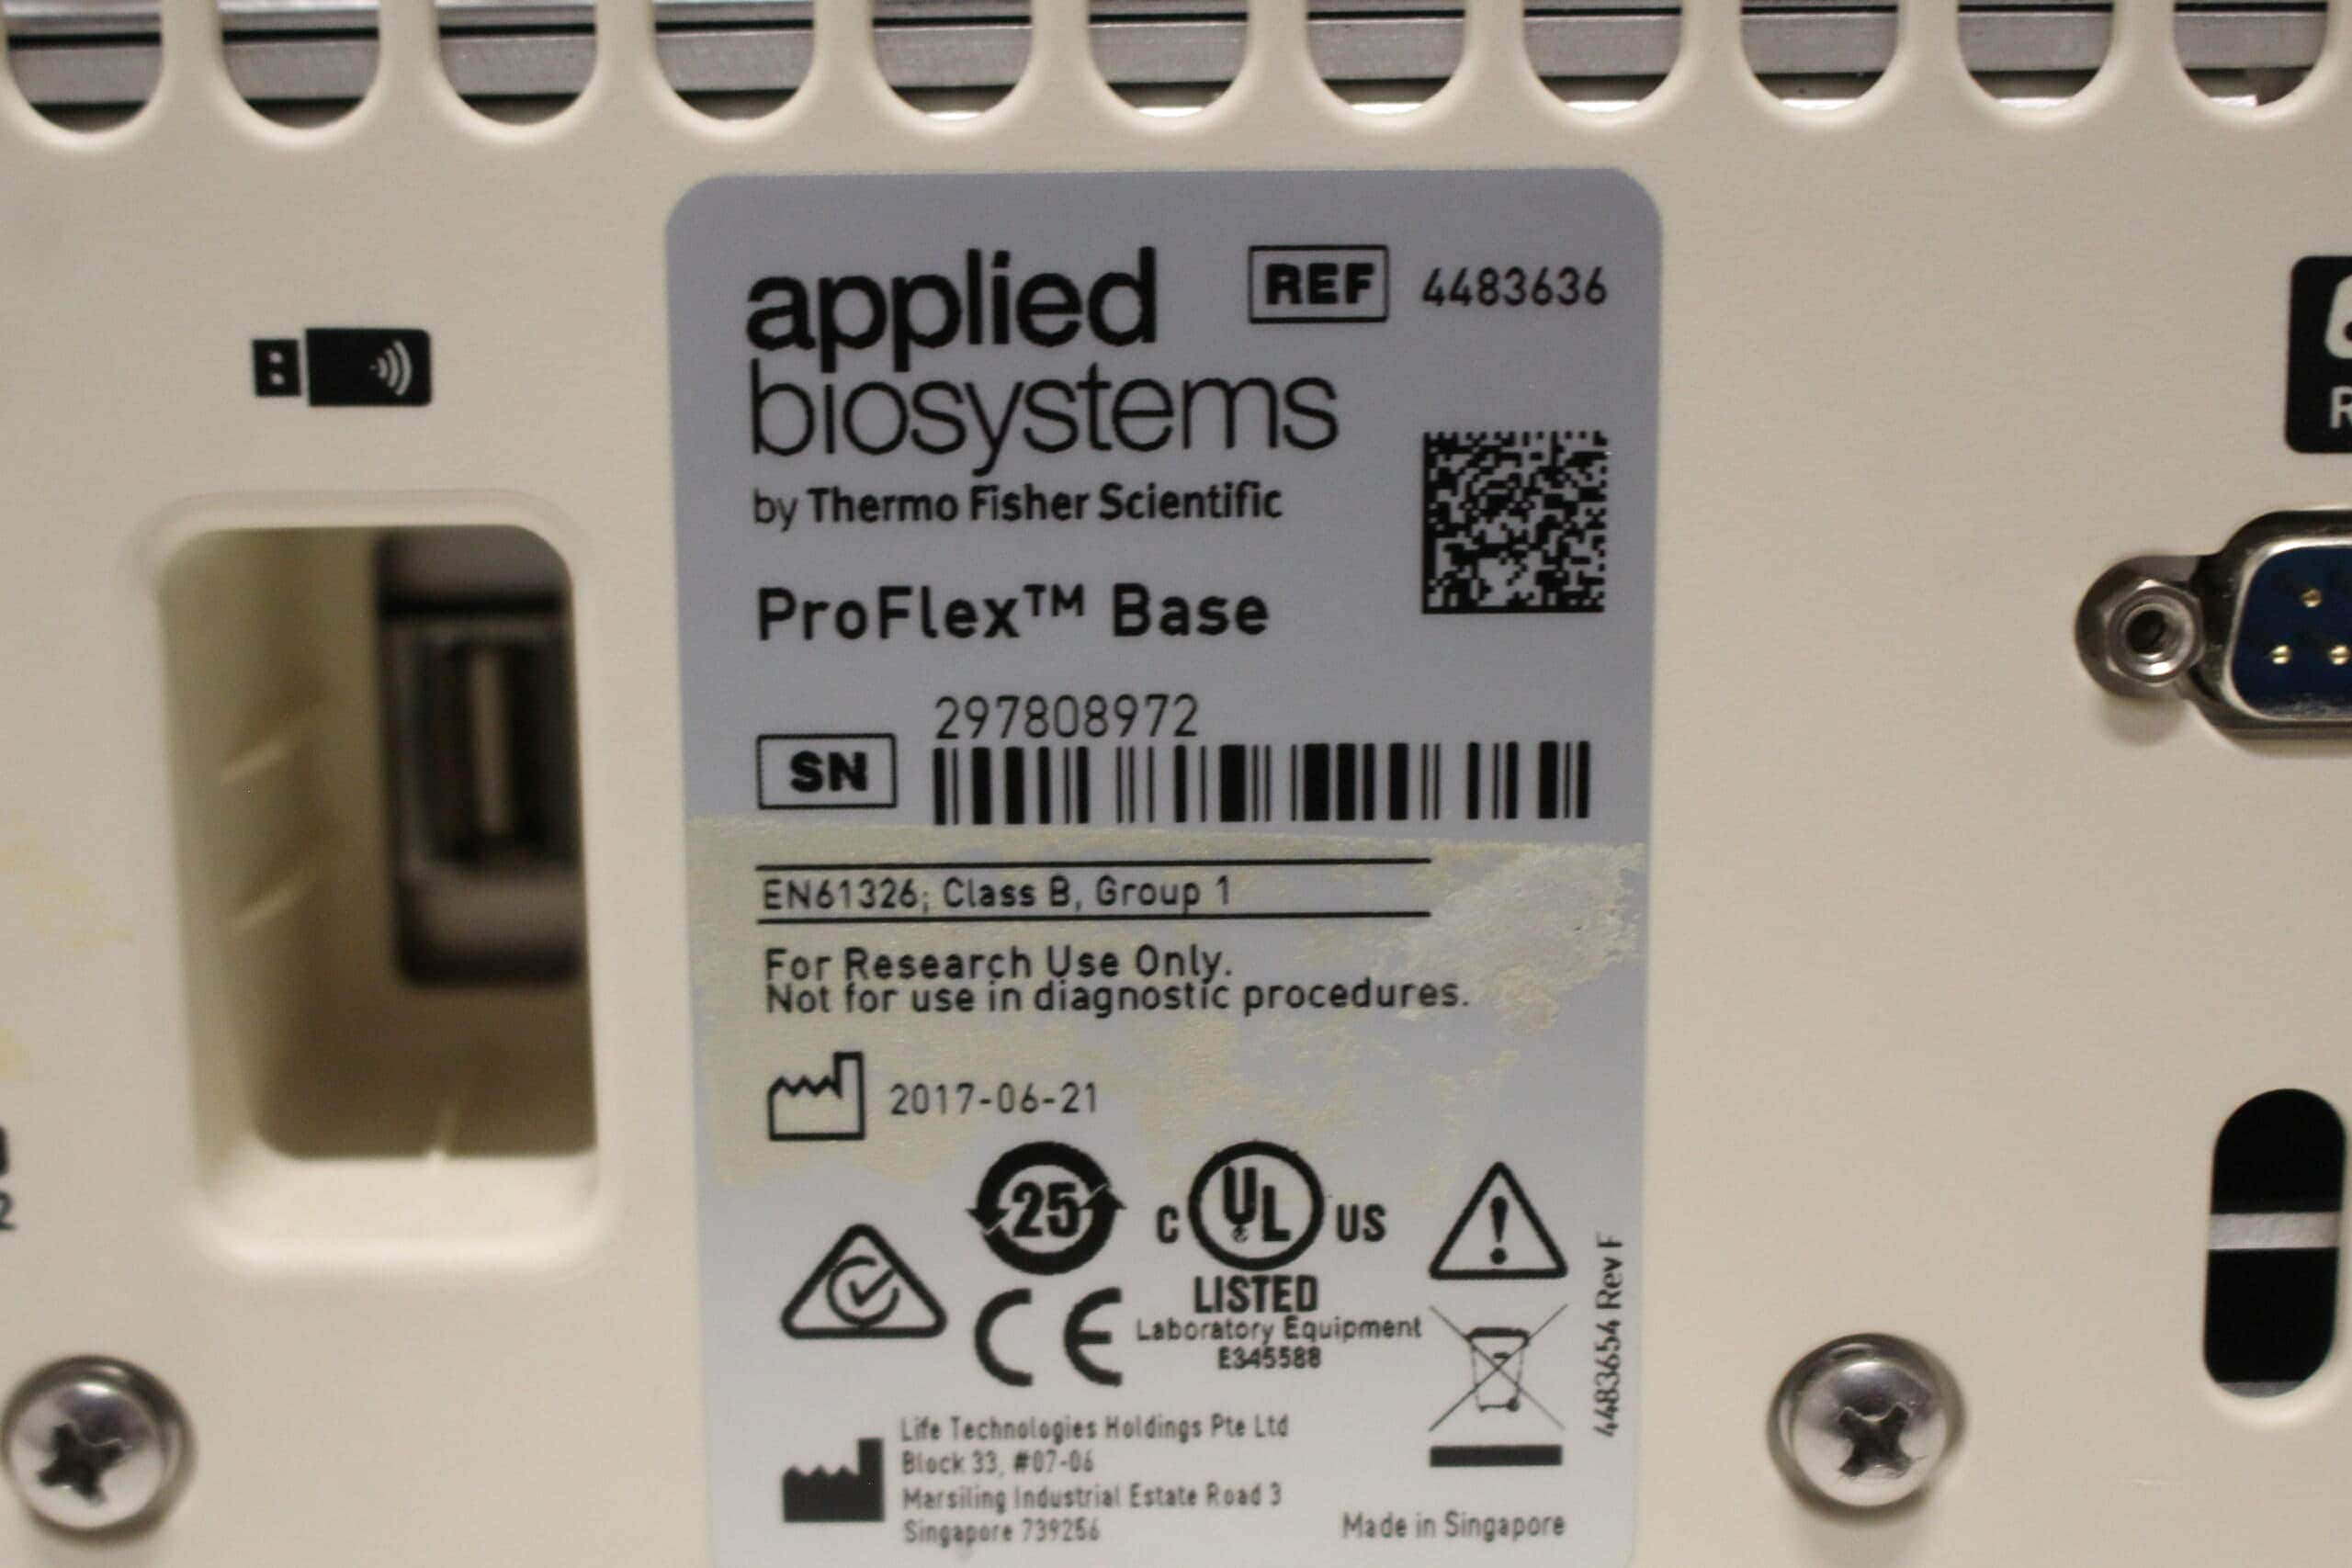 applied
biosystems
by Thermo Fisher Scientific
REF 4483636
ProFlex™ Base
297808972
SN
EN61326; Class B, Group 1
For Research Use Only.
Not for use in diagnostic procedures.
2017-06-21
25
C UL US
LISTED
Laboratory Equipment
E345588
CE
4483654 Rev F
Life Technologies Holdings Pte Ltd
Block 33, #07-06
Marsiling Industrial Estate Road 3
Singapore 739256
Made in Singapore
2
R